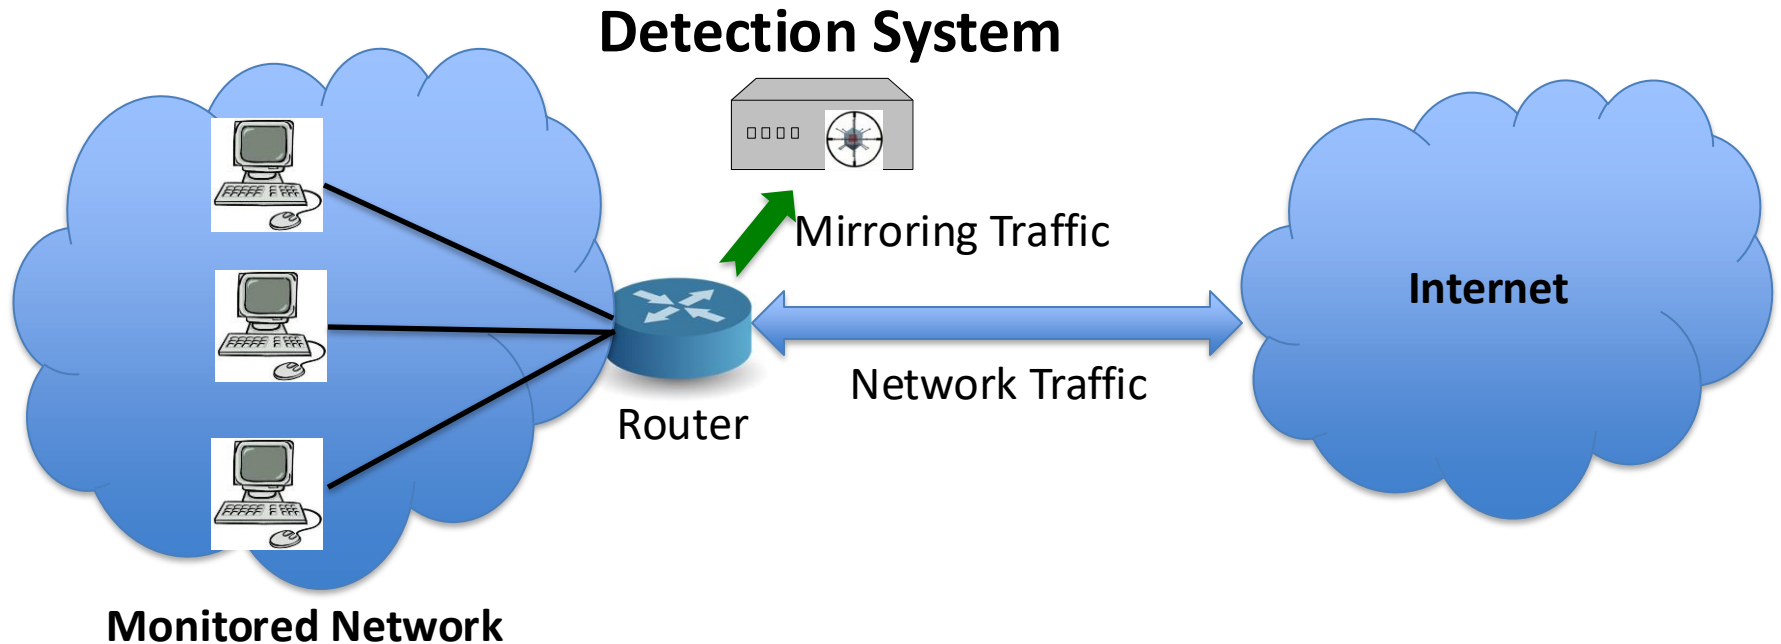 Detection System
Mirroring Traffic
Internet
Network Traffic
Router
Monitored Network